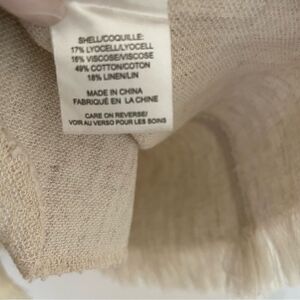 SHELL/COQUILLE:
17% LYOCELL/LYOCELL
16% VISCOSE/VISCOSE
49% COTTON/COTON
18% LINEN/LIN
MADE IN CHINA
FABRIQUÉ EN LA CHINE
CARE ON REVERSE/
VOIR AU VERSO POUR LES SOINS